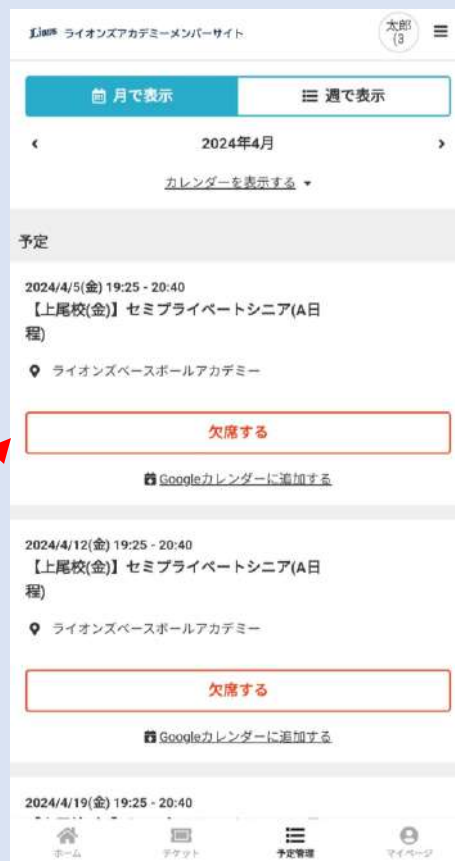 Lions ライオンズアカデミーメンバーサイト
太郎
(3
月で表示
週で表示
‹ 2024年4月 ›
カレンダーを表示する ▼
予定
2024/4/5(金) 19:25 - 20:40
【上尾校(金)】セミプライベートシニア(A日
程)
ライオンズベースボールアカデミー
欠席する
Googleカレンダーに追加する
2024/4/12(金) 19:25 - 20:40
【上尾校(金)】セミプライベートシニア(A日
程)
ライオンズベースボールアカデミー
欠席する
Googleカレンダーに追加する
2024/4/19(金) 19:25 - 20:40
ホーム
チケット
予定管理
マイページ